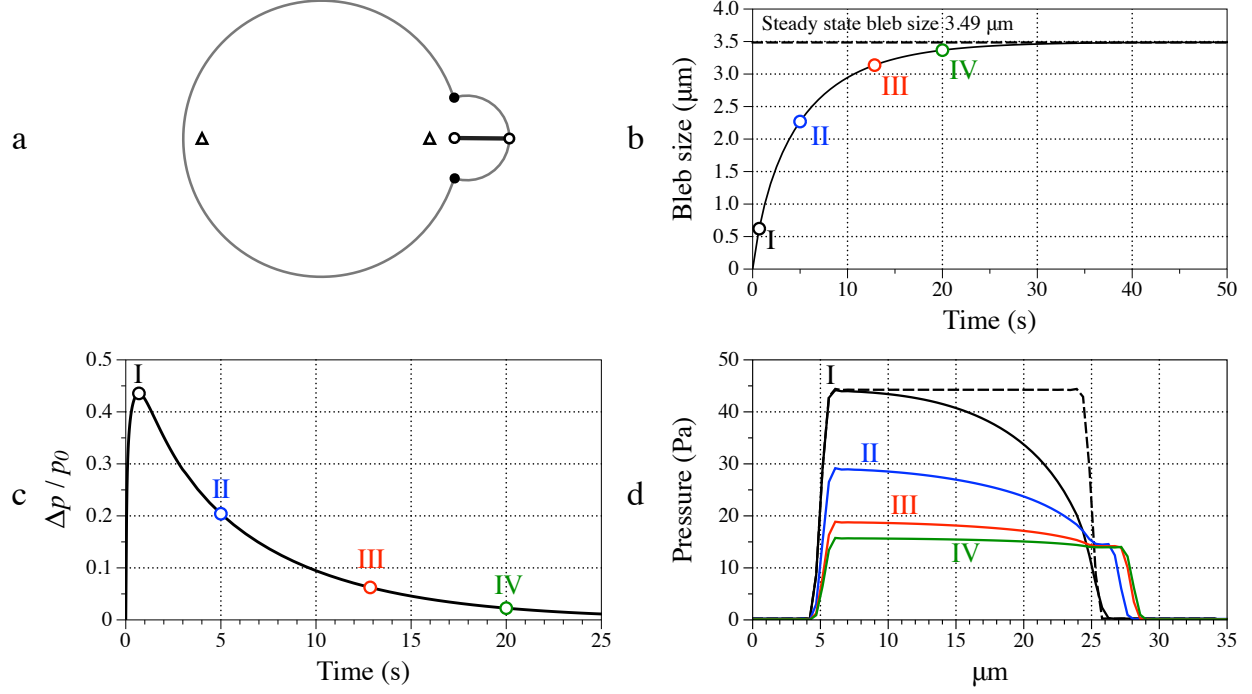 a
b
Bleb size (μm)
4.0
3.5
3.0
2.5
2.0
1.5
1.0
0.5
0
Steady state bleb size 3.49 μm
I
II
III
IV
0 10 20 30 40 50
Time (s)
c
Δp / p0
0.5
0.4
0.3
0.2
0.1
0
I
II
III
IV
0 5 10 15 20 25
Time (s)
d
Pressure (Pa)
50
40
30
20
10
0
I
II
III
IV
0 5 10 15 20 25 30 35
μm